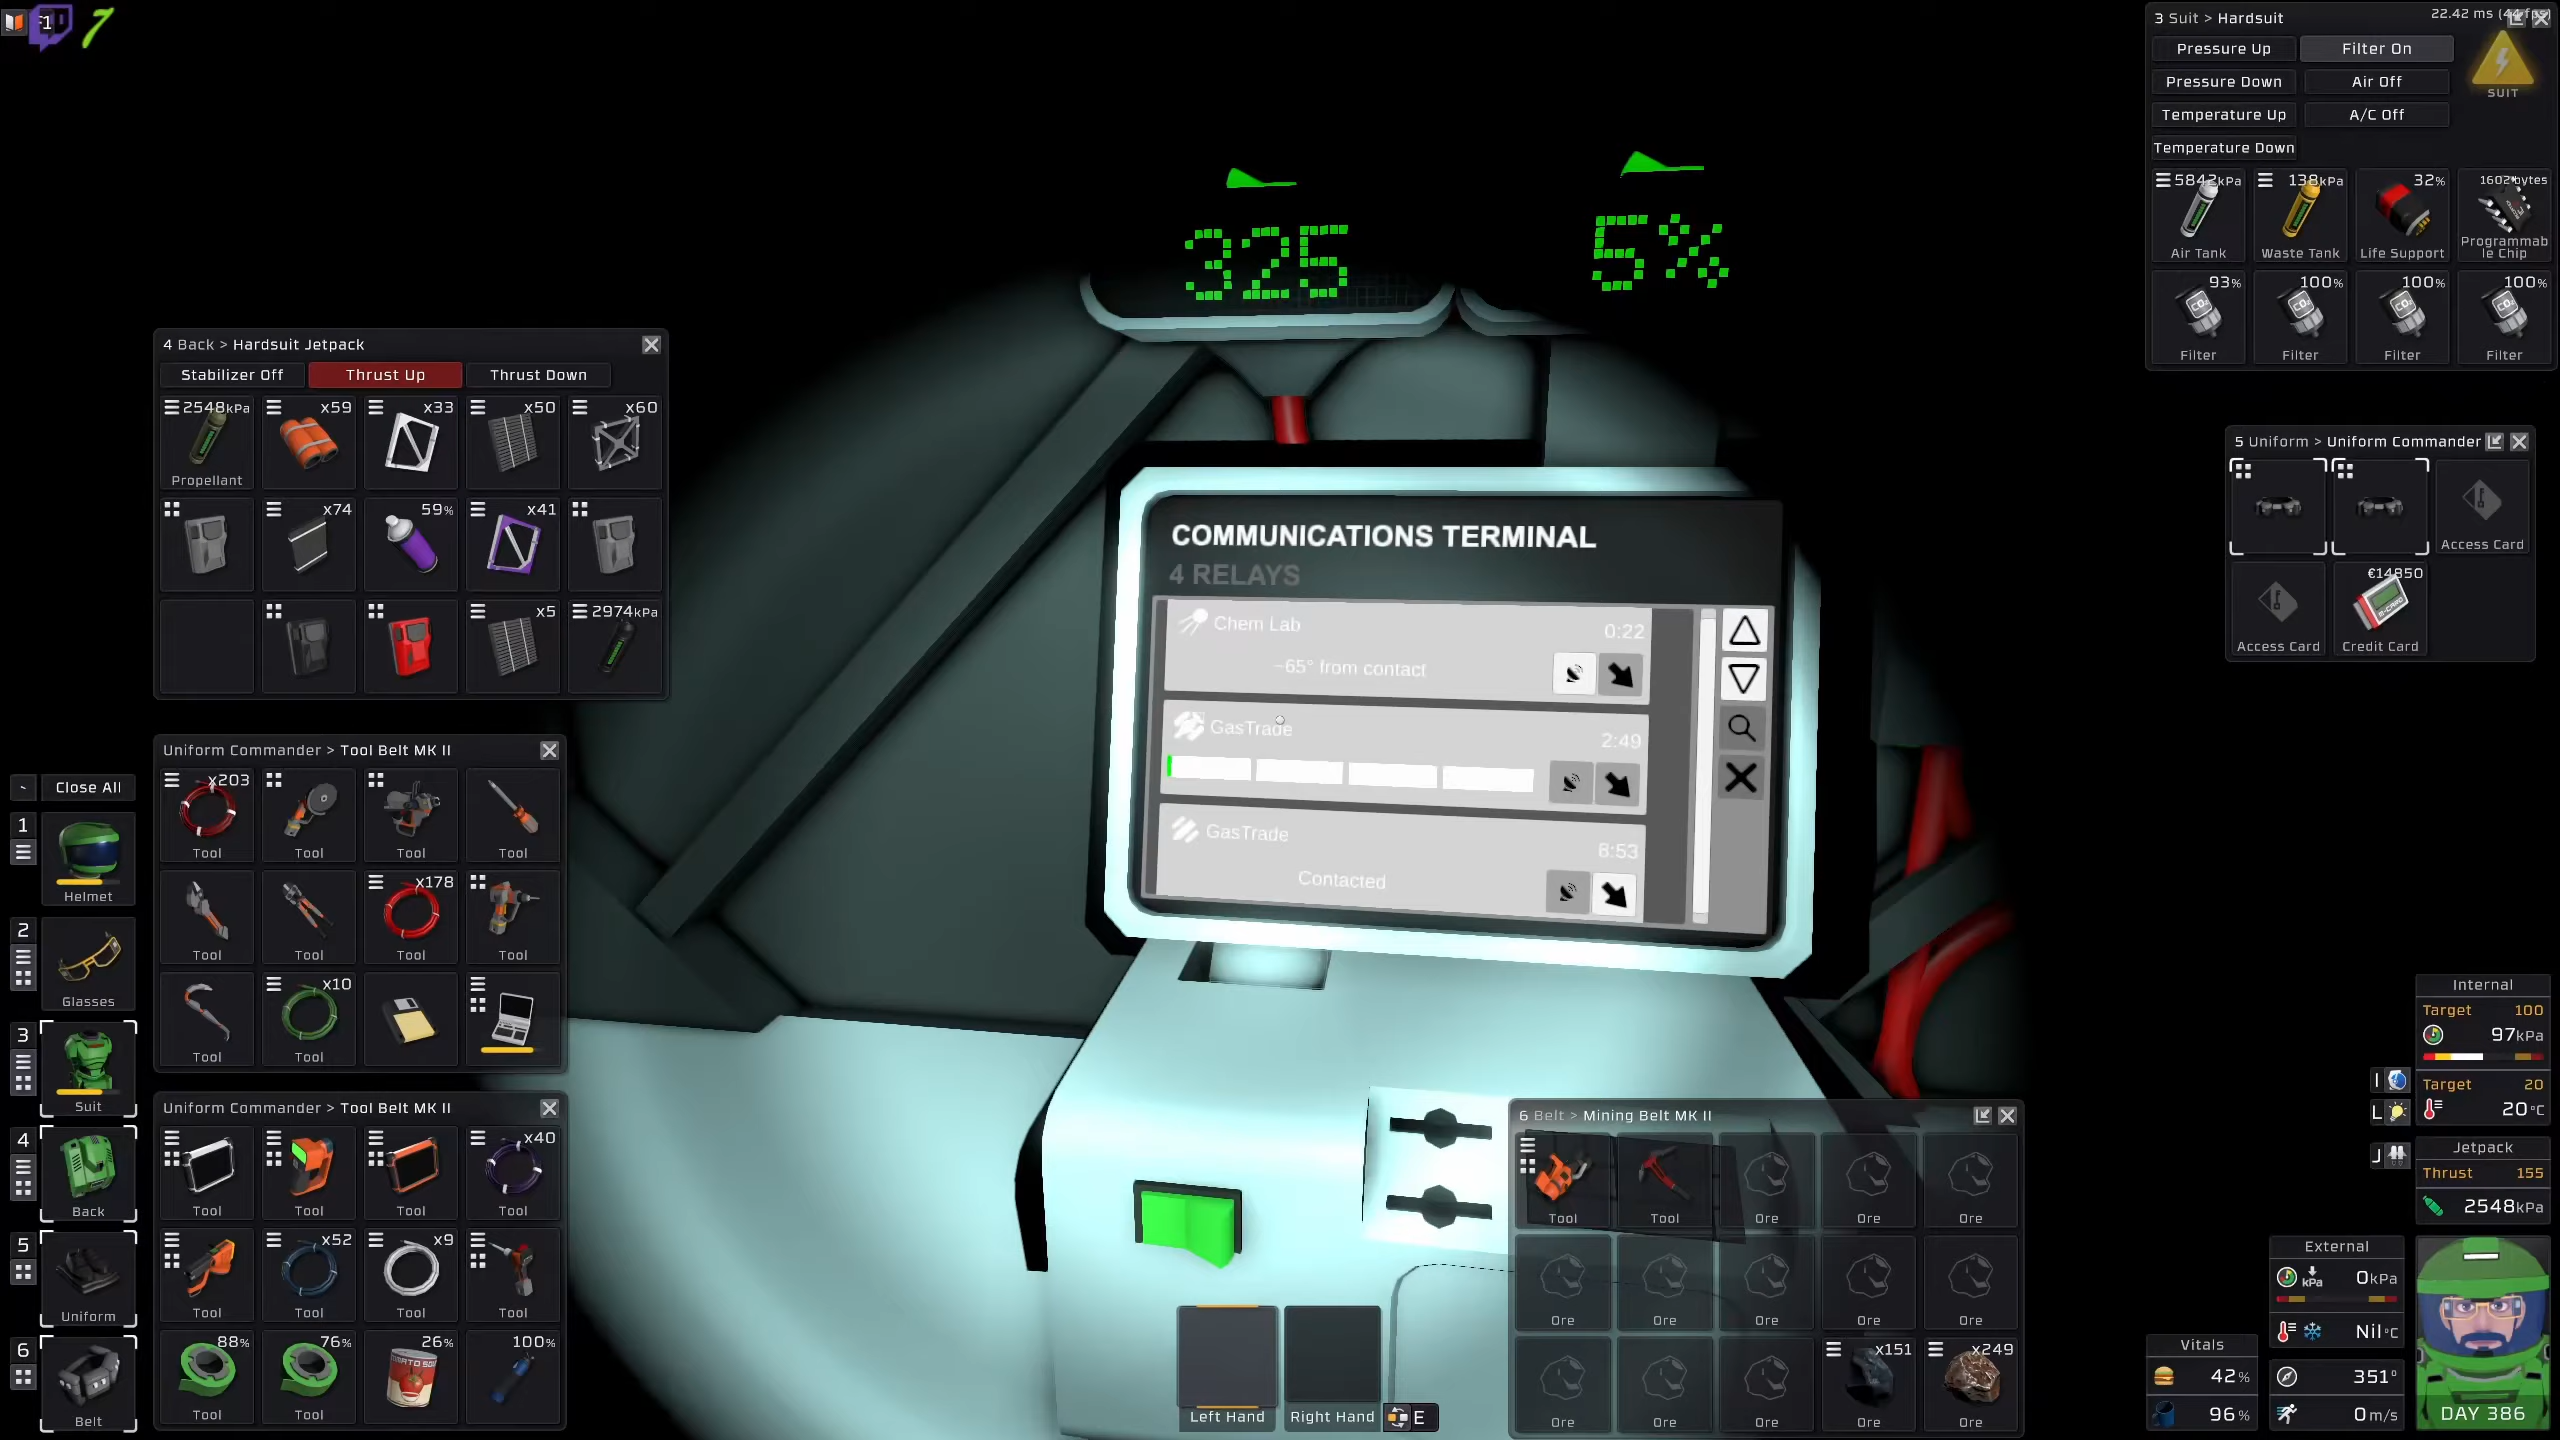 F1
7
22.42 ms (44 fps)
3 Suit > Hardsuit
Pressure Up
Filter On
Pressure Down
Air Off
SUIT
Temperature Up
A/C Off
Temperature Down
5842kPa
138kPa
32%
1602 bytes
Air Tank
Waste Tank
Life Support
Programmab
le Chip
93%
100%
100%
100%
Filter
Filter
Filter
Filter
325
5%
4 Back > Hardsuit Jetpack
Stabilizer Off
Thrust Up
Thrust Down
2548kPa
x59
x33
x50
x60
Propellant
x74
59%
x41
x5
2974kPa
5 Uniform > Uniform Commander
Access Card
€14850
Access Card
Credit Card
COMMUNICATIONS TERMINAL
4 RELAYS
Chem Lab
0:22
~65° from contact
GasTrade
2:49
GasTrade
8:53
Contacted
Uniform Commander > Tool Belt MK II
x203
Tool
Tool
Tool
Tool
x178
Tool
Tool
Tool
Tool
x10
Tool
Tool
~
Close All
1
Helmet
2
Glasses
3
Suit
4
Back
5
Uniform
6
Belt
Uniform Commander > Tool Belt MK II
x40
Tool
Tool
Tool
Tool
x52
x9
Tool
Tool
Tool
Tool
88%
76%
26%
100%
TOMATO SOUP
Tool
Tool
Tool
Tool
Left Hand
Right Hand
E
6 Belt > Mining Belt MK II
Tool
Tool
Ore
Ore
Ore
Ore
Ore
Ore
Ore
Ore
x151
x249
Ore
Ore
Ore
Ore
Ore
Internal
Target 100
97kPa
Target 20
20°C
I
L
J
Jetpack
Thrust 155
2548kPa
External
kPa
0kPa
Nil°C
351°
0m/s
Vitals
42%
96%
DAY 386